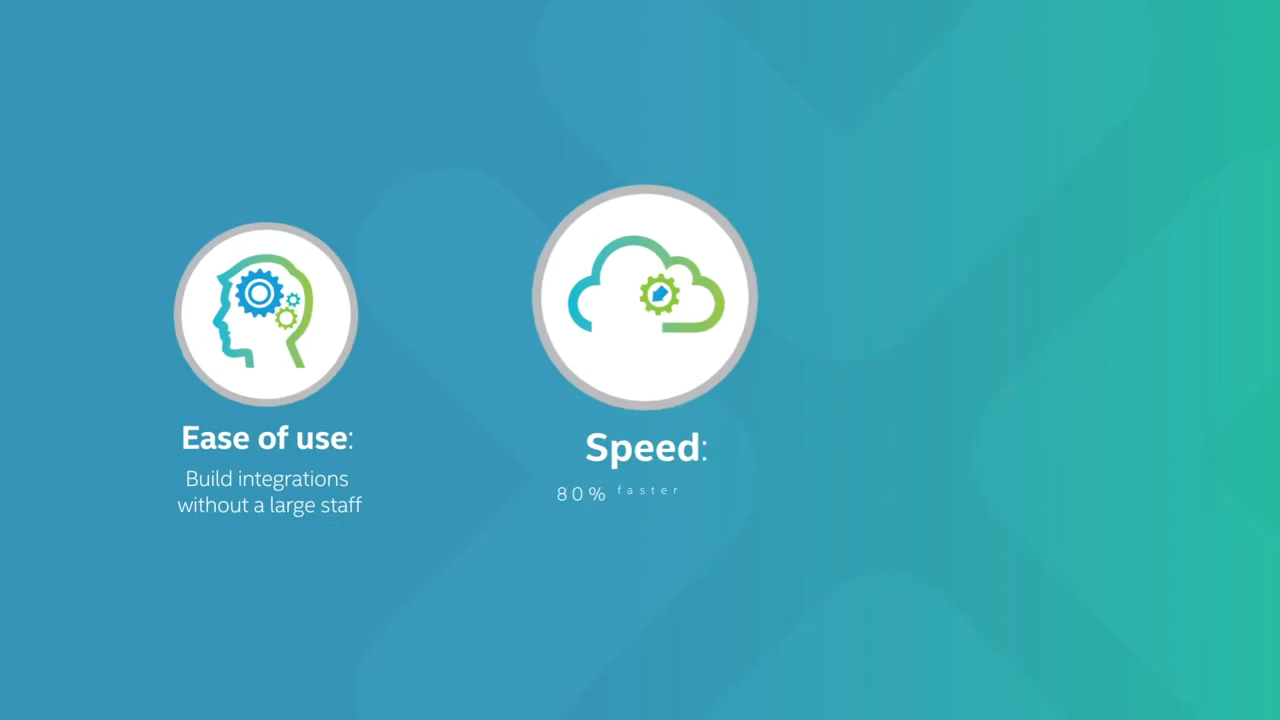 Ease of use:
Build integrations
without a large staff
Speed:
80% faster